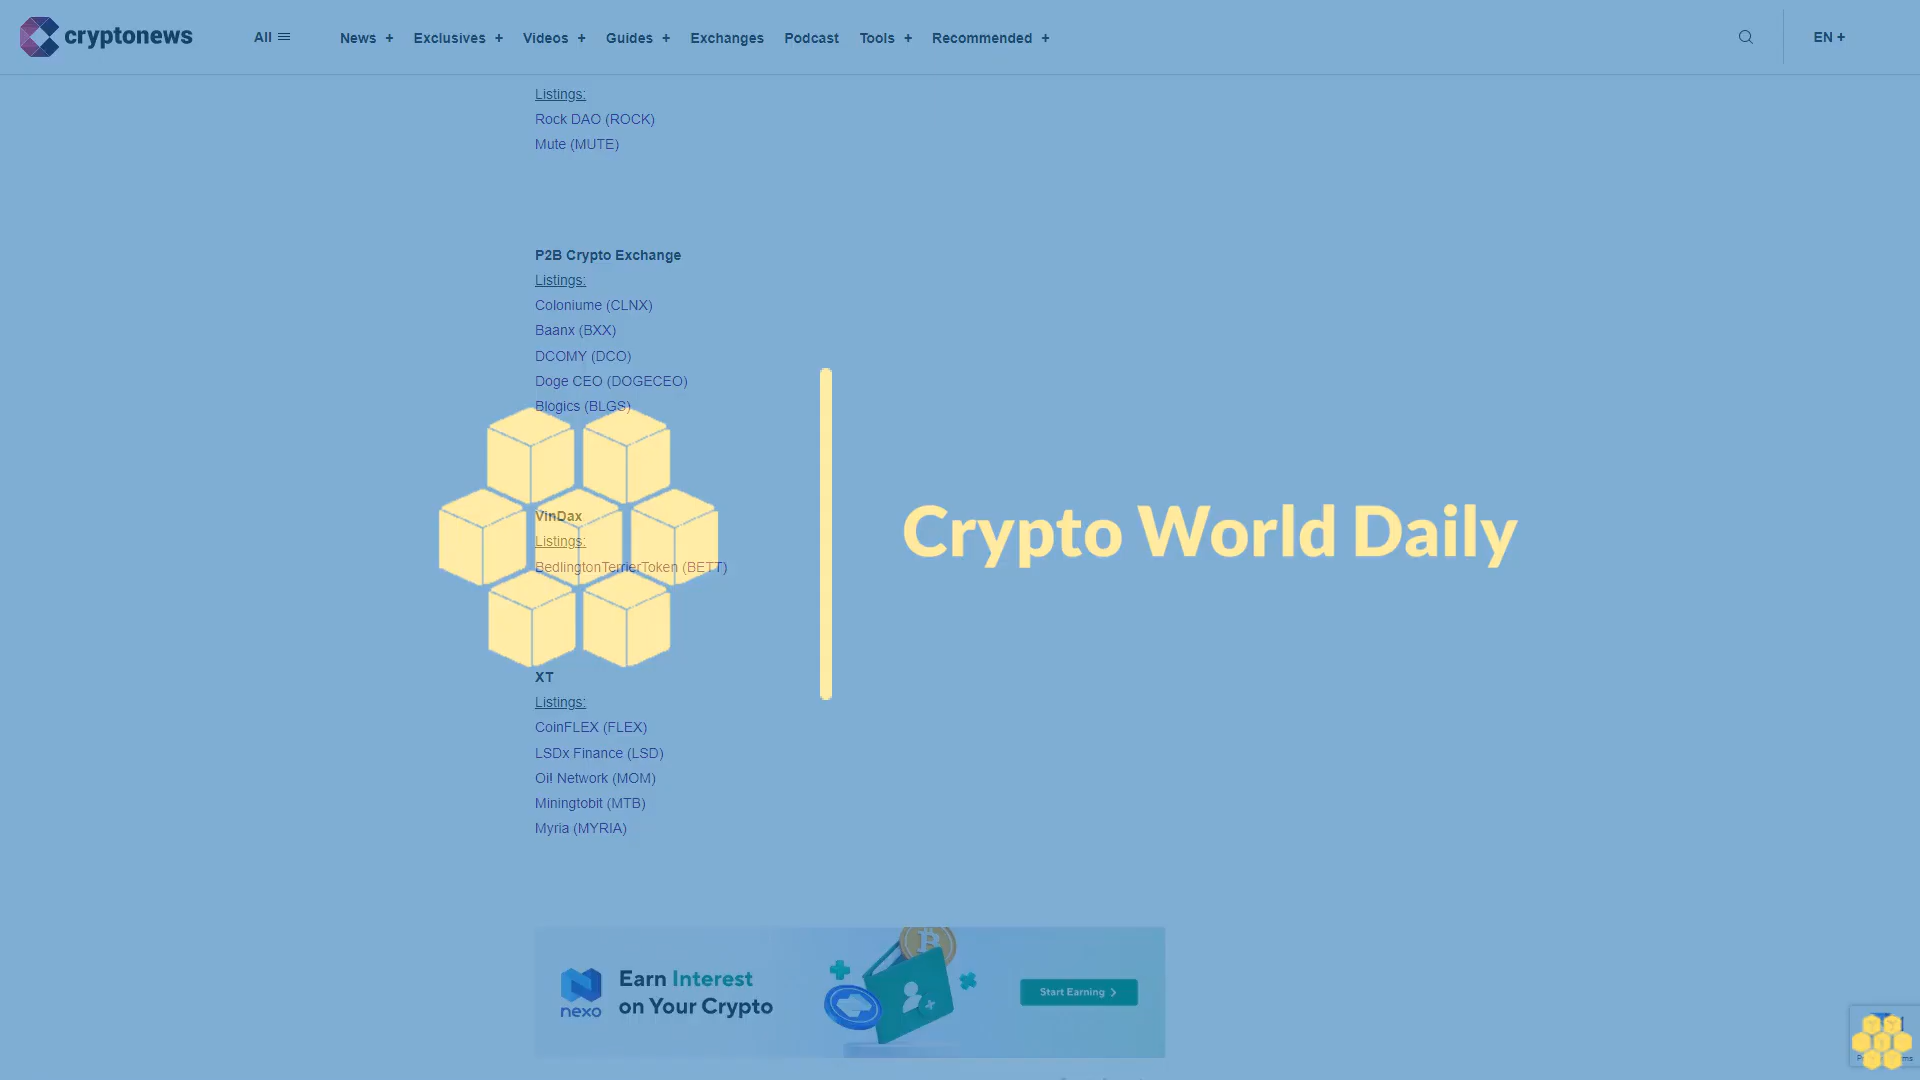 cryptonews
All
News + Exclusives + Videos + Guides + Exchanges Podcast Tools + Recommended +
EN +
Listings:
Rock DAO (ROCK)
Mute (MUTE)
P2B Crypto Exchange
Listings:
Coloniume (CLNX)
Baanx (BXX)
DCOMY (DCO)
Doge CEO (DOGECEO)
Blogics (BLGS)
VinDax
Listings:
BedlingtonTerrierToken (BETT)
Crypto World Daily
XT
Listings:
CoinFLEX (FLEX)
LSDx Finance (LSD)
Oi! Network (MOM)
Miningtobit (MTB)
Myria (MYRIA)
nexo
Earn Interest
on Your Crypto
Start Earning